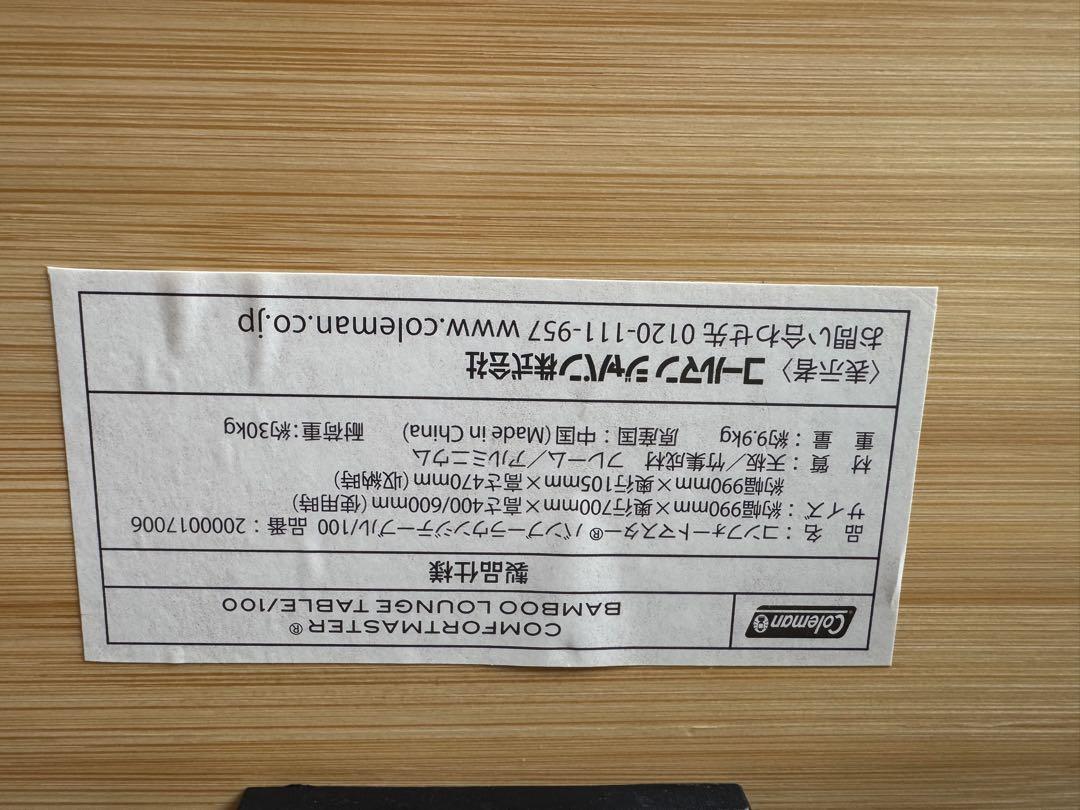 Coleman
COMFORTMASTER®
BAMBOO LOUNGE TABLE/100
製品仕様
品 名:コンフォートマスター® バンブーラウンジテーブル/100 品番:2000017006
サイズ:約幅990mm×奥行700mm×高さ400/600mm (使用時)
約幅990mm×奥行105mm×高さ470mm (収納時)
材 質:天板/竹集成材 フレーム/アルミニウム
重 量:約9.9kg 原産国:中国 (Made in China) 耐荷重:約30kg
〈表示者〉 コールマン ジャパン株式会社
お問い合わせ先 0120-111-957 www.coleman.co.jp